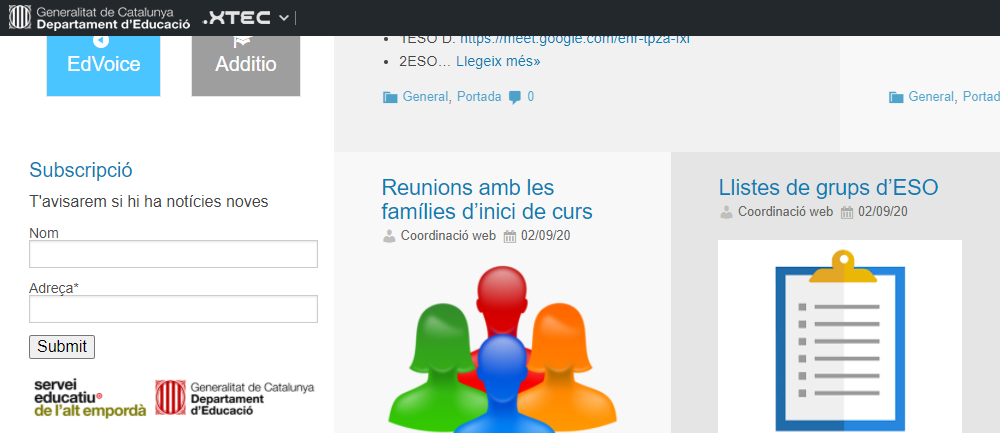 Generalitat de Catalunya
Departament d'Educació
.XTEC
EdVoice
Additio
1ESO D: https://meet.google.com/enr-tpza-ixr
2ESO… Llegeix més»
General, Portada 0
General, Portad
Subscripció
T'avisarem si hi ha notícies noves
Nom
Adreça*
Submit
servei
educatiu
de l'alt empordà
Generalitat de Catalunya
Departament
d'Educació
Reunions amb les
famílies d'inici de curs
Coordinació web 02/09/20
Llistes de grups d'ESO
Coordinació web 02/09/20